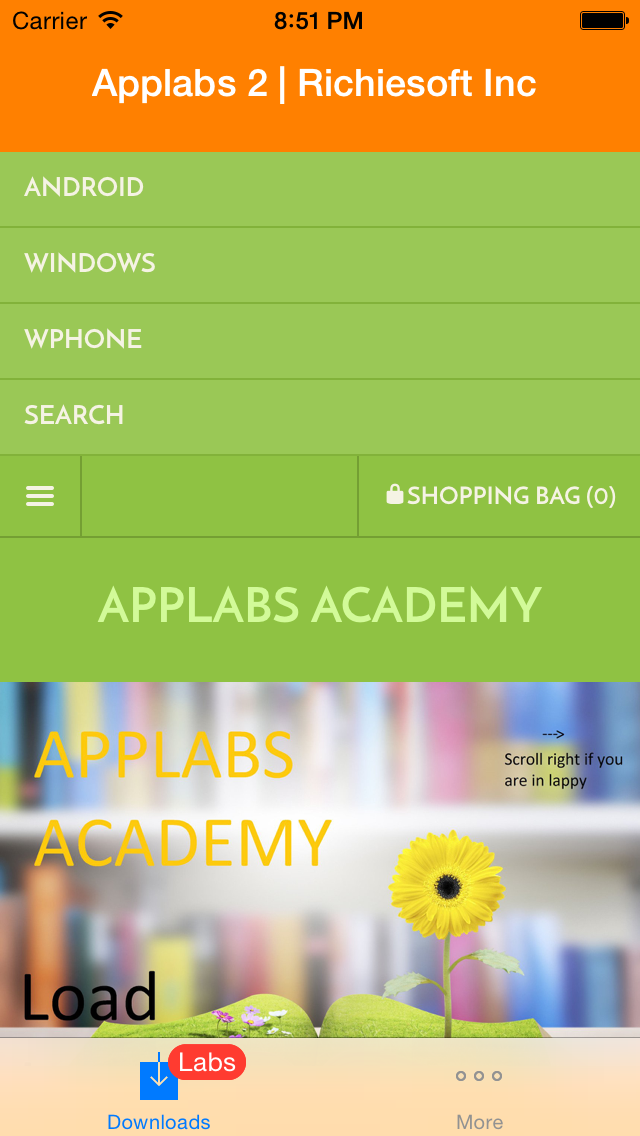 Carrier 8:51 PM
Applabs 2 | Richiesoft Inc
ANDROID
WINDOWS
WPHONE
SEARCH
SHOPPING BAG (0)
APPLABS ACADEMY
APPLABS
ACADEMY
--->
Scroll right if you
are in lappy
Load
Labs
Downloads
More